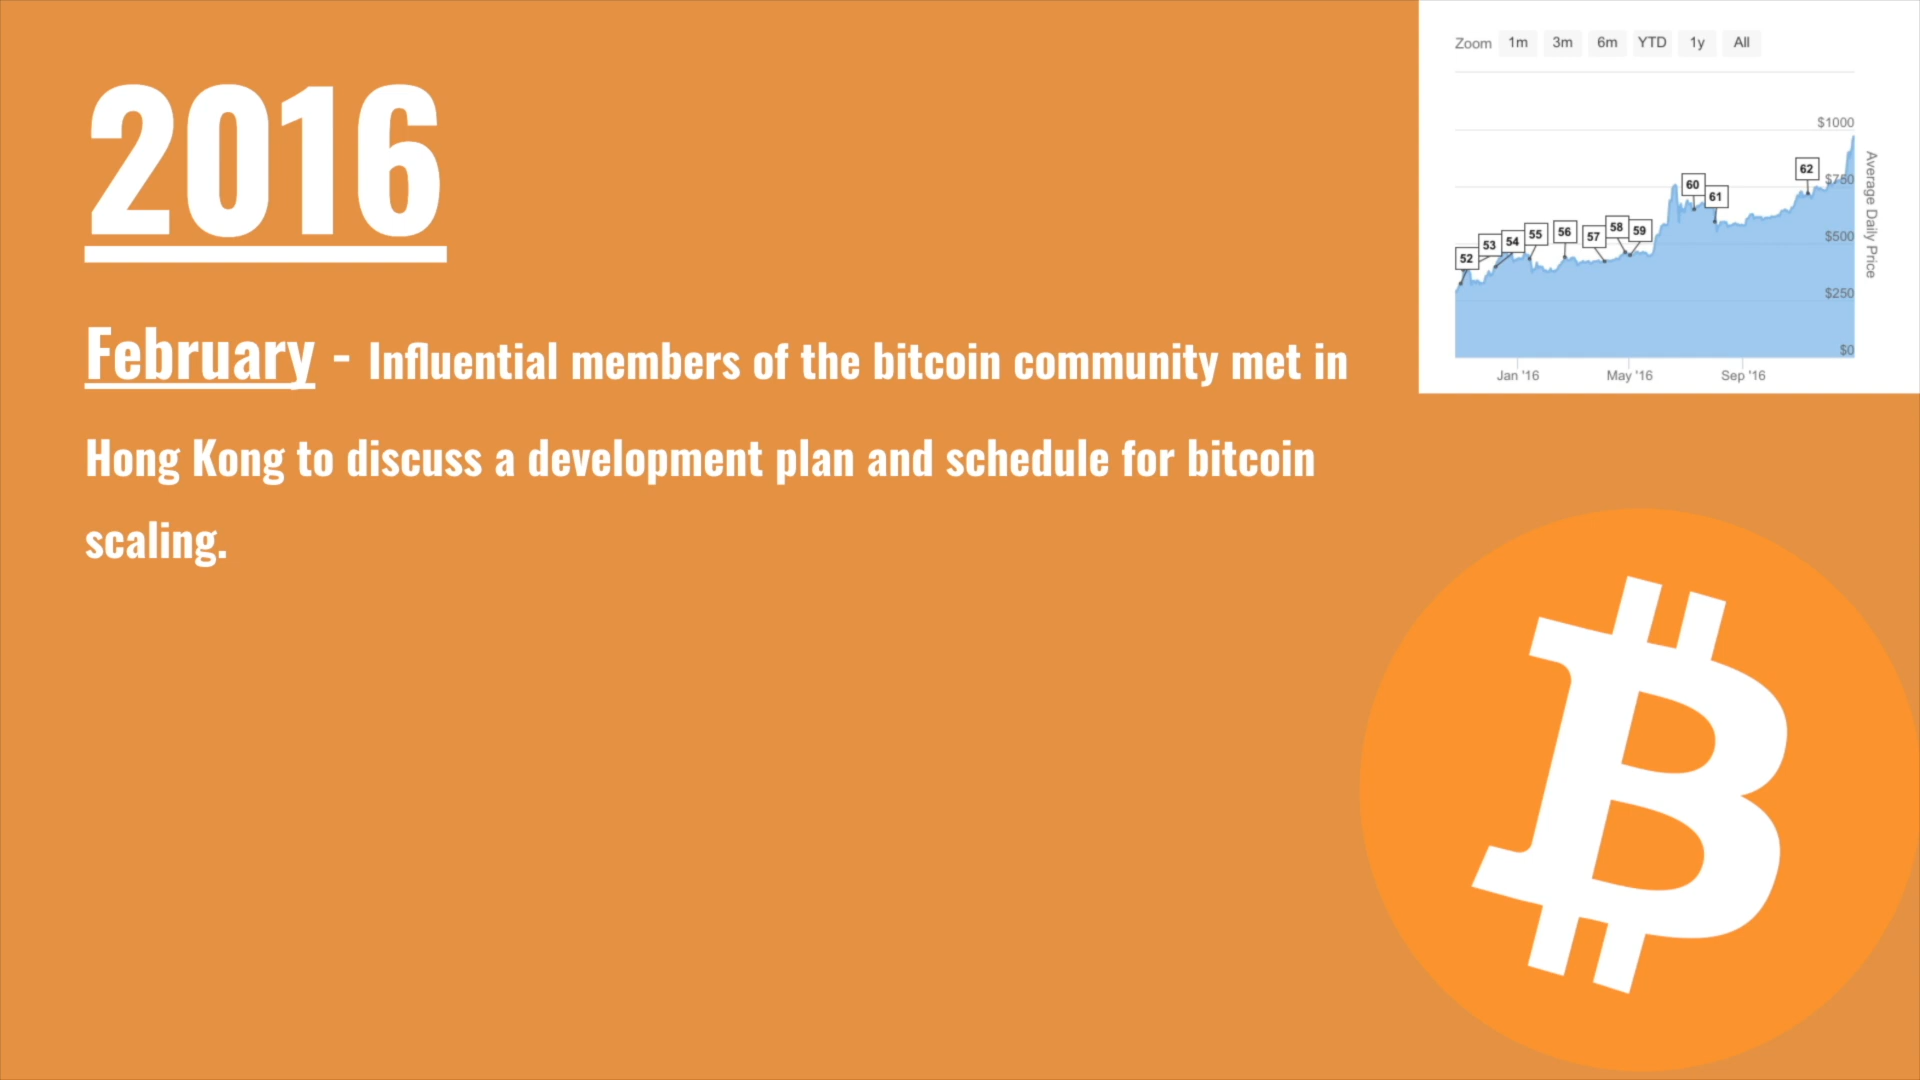 2016
February - Influential members of the bitcoin community met in
Hong Kong to discuss a development plan and schedule for bitcoin
scaling.
Zoom 1m 3m 6m YTD 1y All
$1000
$750
$500
$250
$0
Average Daily Price
52 53 54 55 56 57 58 59 60 61 62
Jan '16 May '16 Sep '16